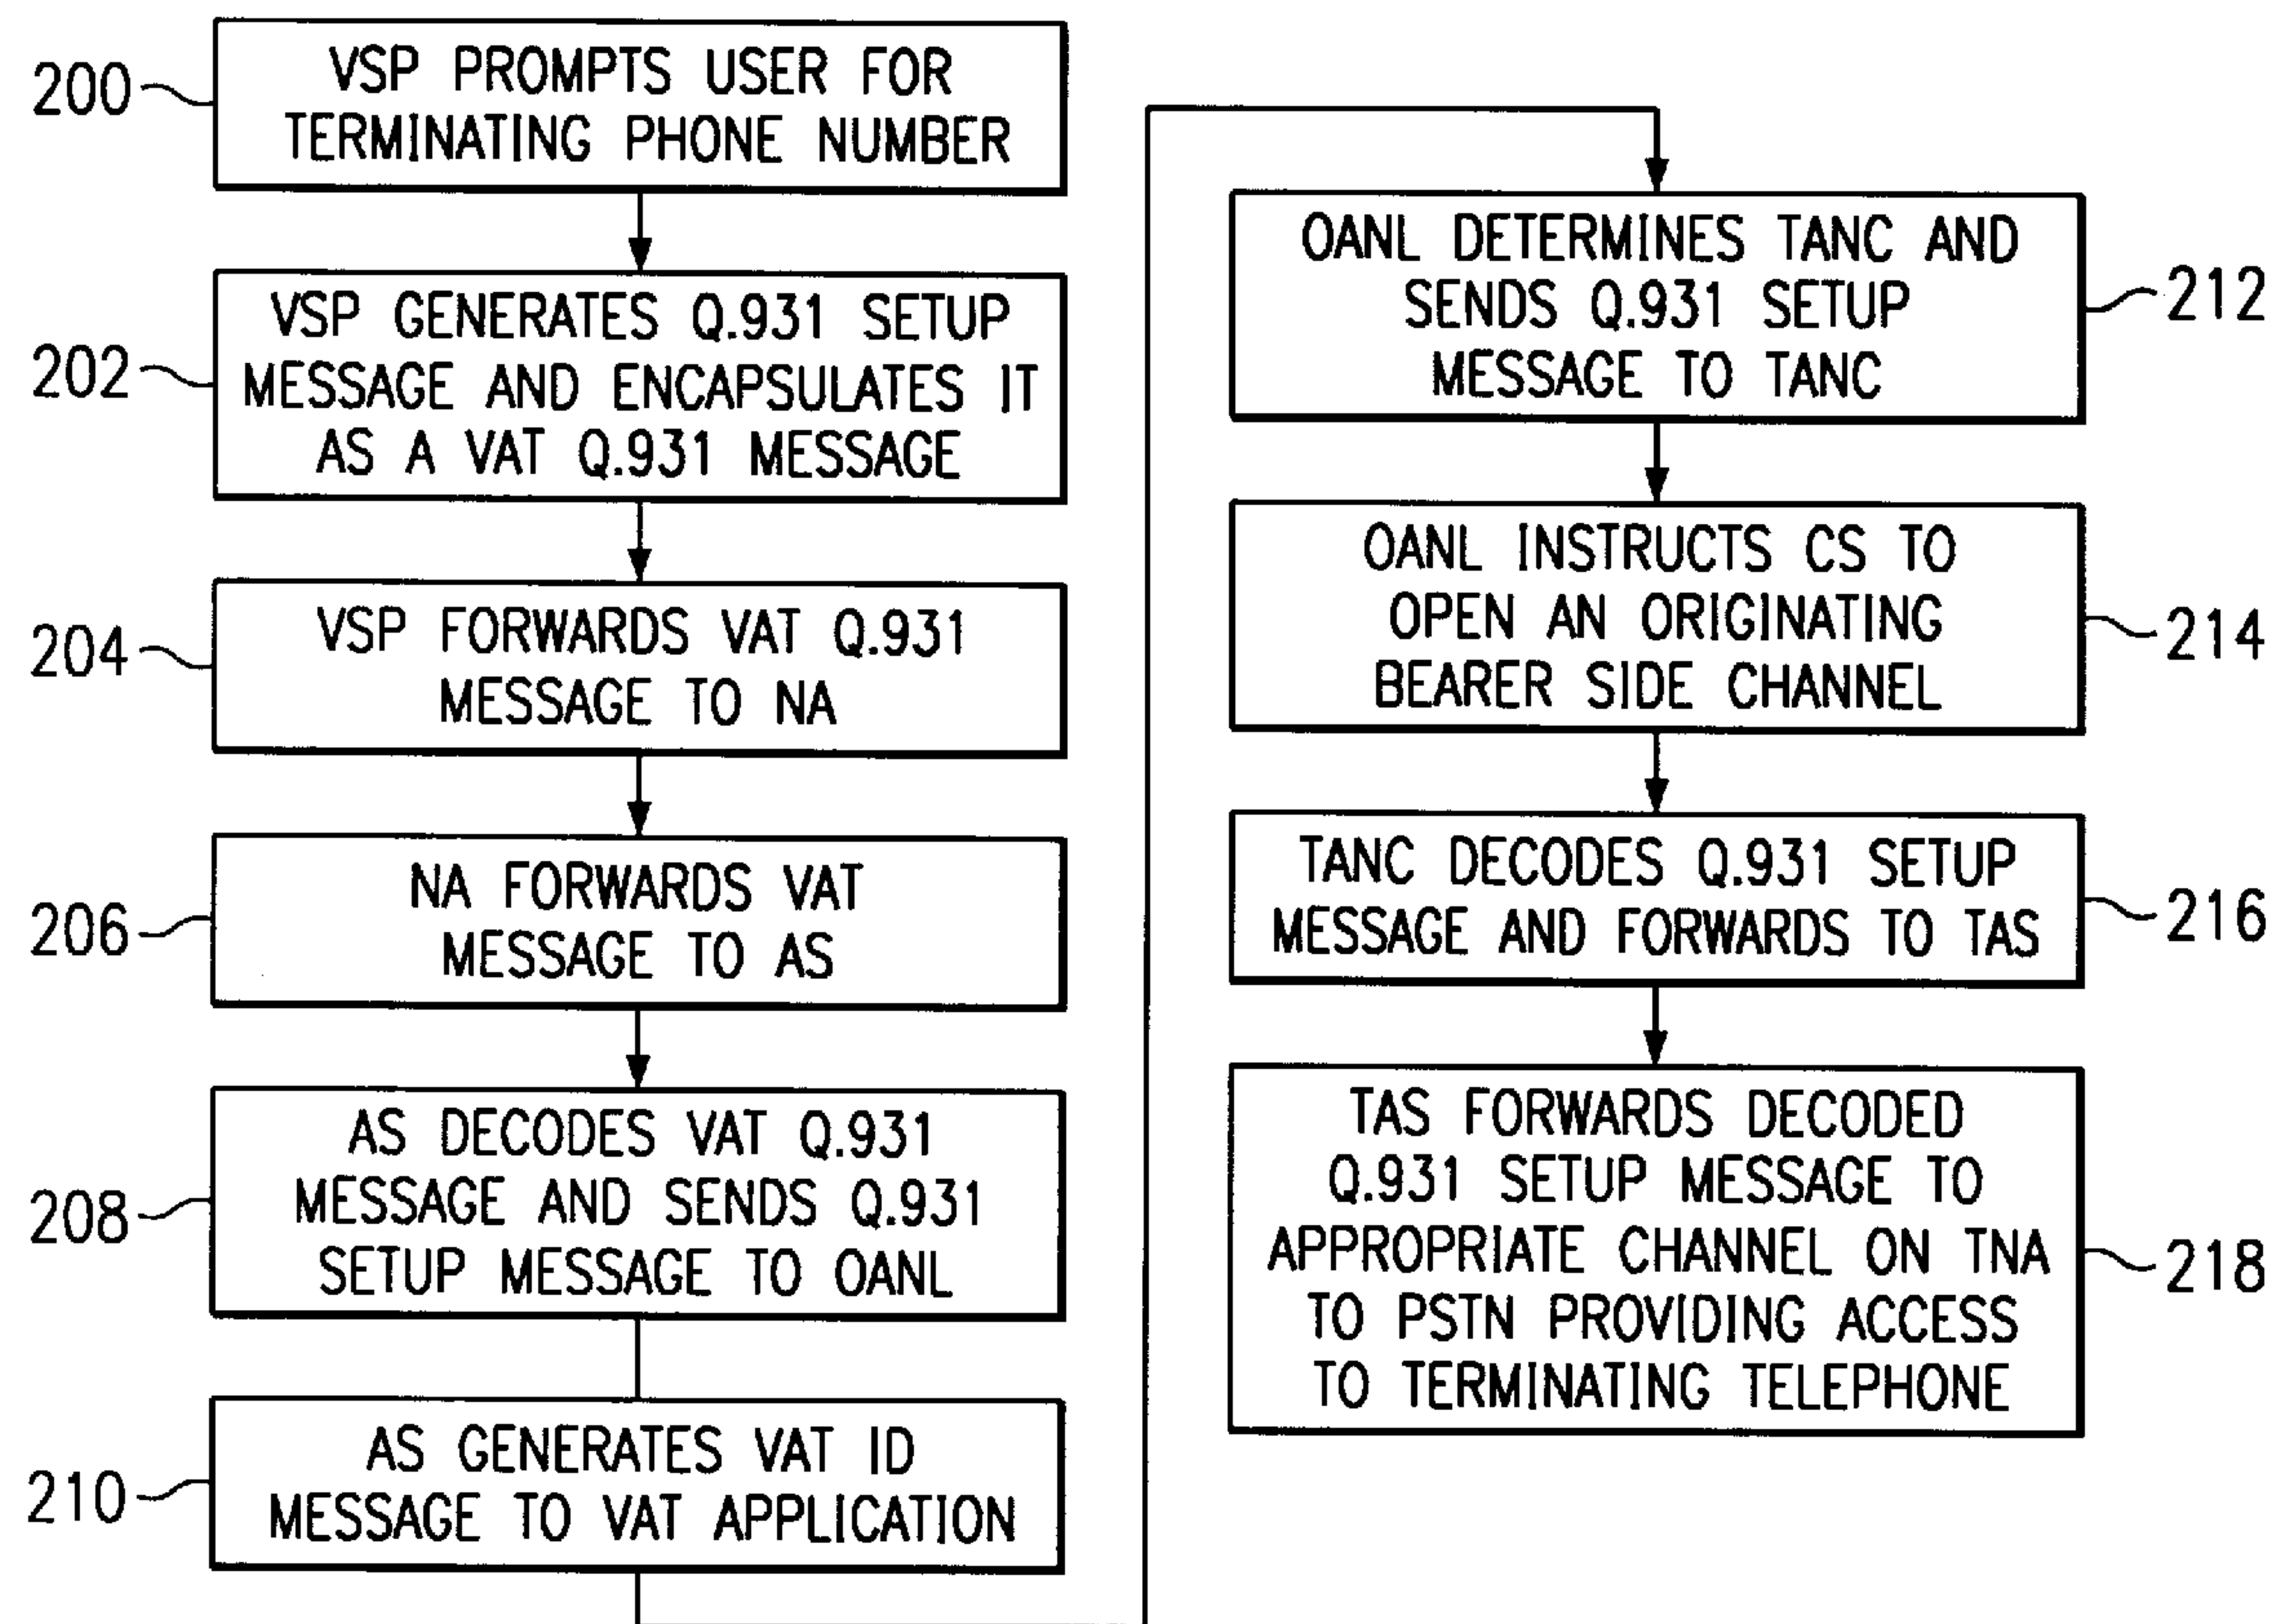 200
VSP PROMPTS USER FOR
TERMINATING PHONE NUMBER
202
VSP GENERATES Q.931 SETUP
MESSAGE AND ENCAPSULATES IT
AS A VAT Q.931 MESSAGE
204
VSP FORWARDS VAT Q.931
MESSAGE TO NA
206
NA FORWARDS VAT
MESSAGE TO AS
208
AS DECODES VAT Q.931
MESSAGE AND SENDS Q.931
SETUP MESSAGE TO OANL
210
AS GENERATES VAT ID
MESSAGE TO VAT APPLICATION
OANL DETERMINES TANC AND
SENDS Q.931 SETUP
MESSAGE TO TANC
212
OANL INSTRUCTS CS TO
OPEN AN ORIGINATING
BEARER SIDE CHANNEL
214
TANC DECODES Q.931 SETUP
MESSAGE AND FORWARDS TO TAS
216
TAS FORWARDS DECODED
Q.931 SETUP MESSAGE TO
APPROPRIATE CHANNEL ON TNA
TO PSTN PROVIDING ACCESS
TO TERMINATING TELEPHONE
218